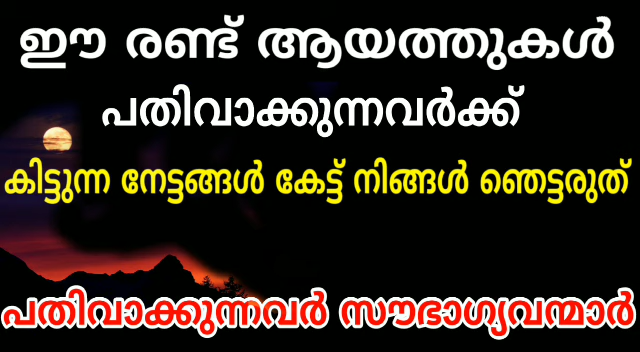 ഈ രണ്ട് ആയത്തുകൾ
പതിവാക്കുന്നവർക്ക്
കിട്ടുന്ന നേട്ടങ്ങൾ കേട്ട് നിങ്ങൾ ഞെട്ടരുത്
പതിവാക്കുന്നവർ സൗഭാഗ്യവന്മാർ